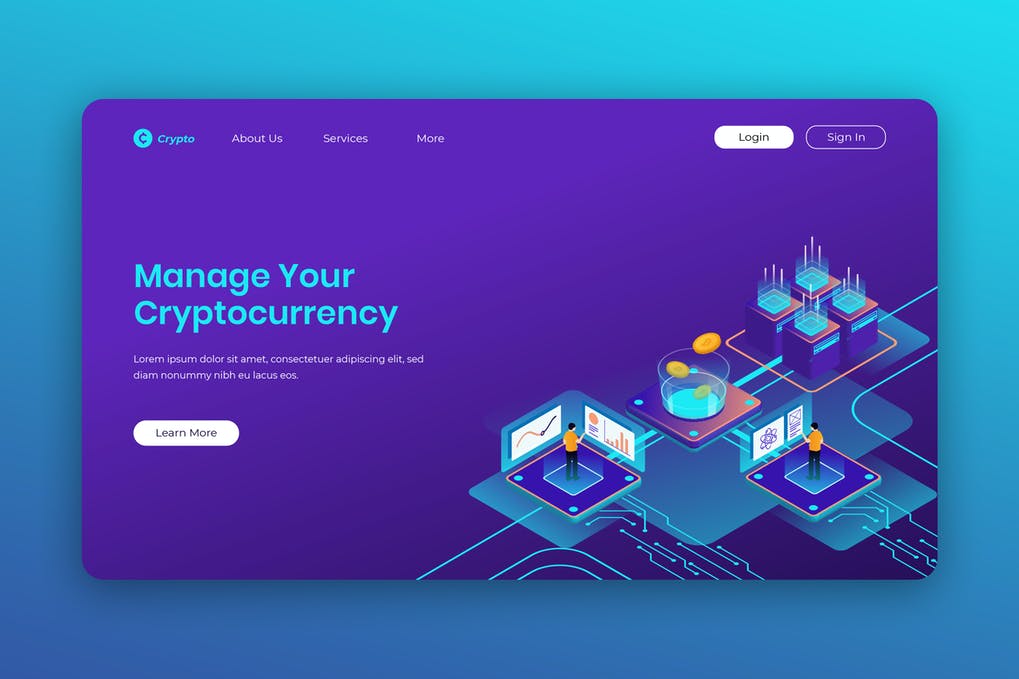 Crypto
About Us
Services
More
Login
Sign In
Manage Your
Cryptocurrency
Lorem ipsum dolor sit amet, consectetuer adipiscing elit, sed
diam nonummy nibh eu lacus eos.
Learn More